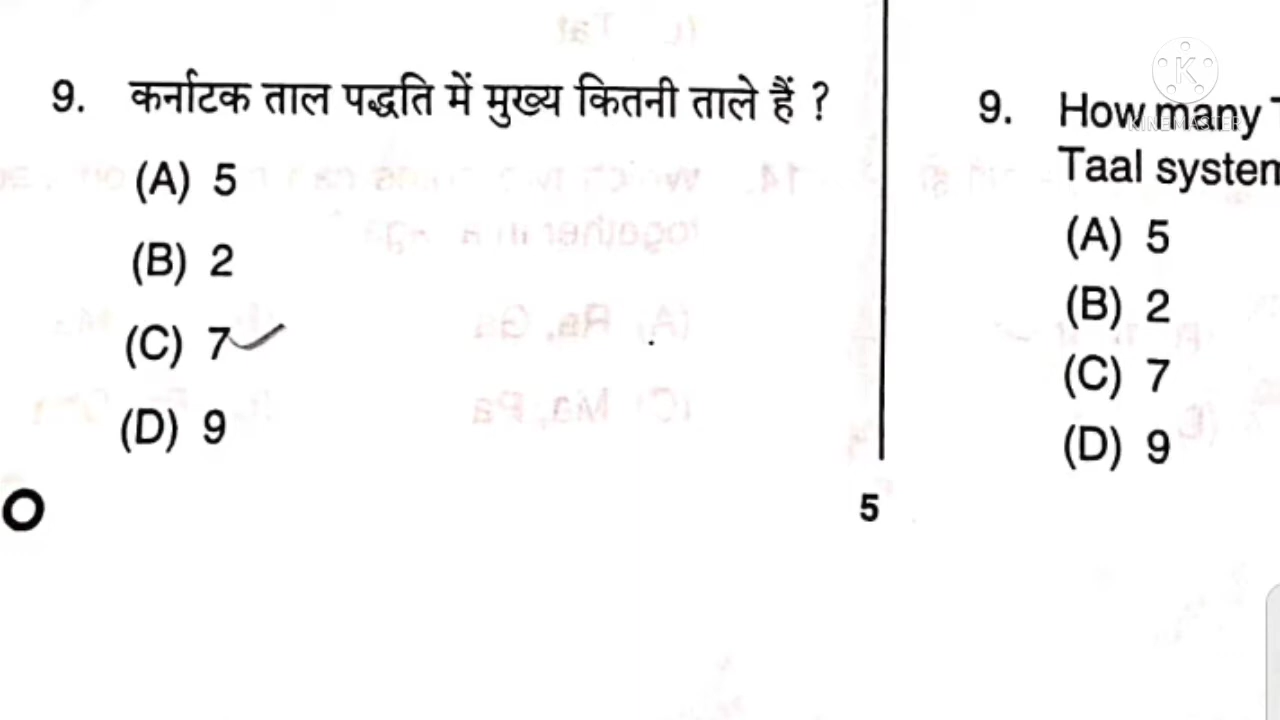 9. कर्नाटक ताल पद्धति में मुख्य कितनी ताले हैं ?
(A) 5
(B) 2
(C) 7
(D) 9
5
9. How many
Taal system
(A) 5
(B) 2
(C) 7
(D) 9
K
KINEMASTER